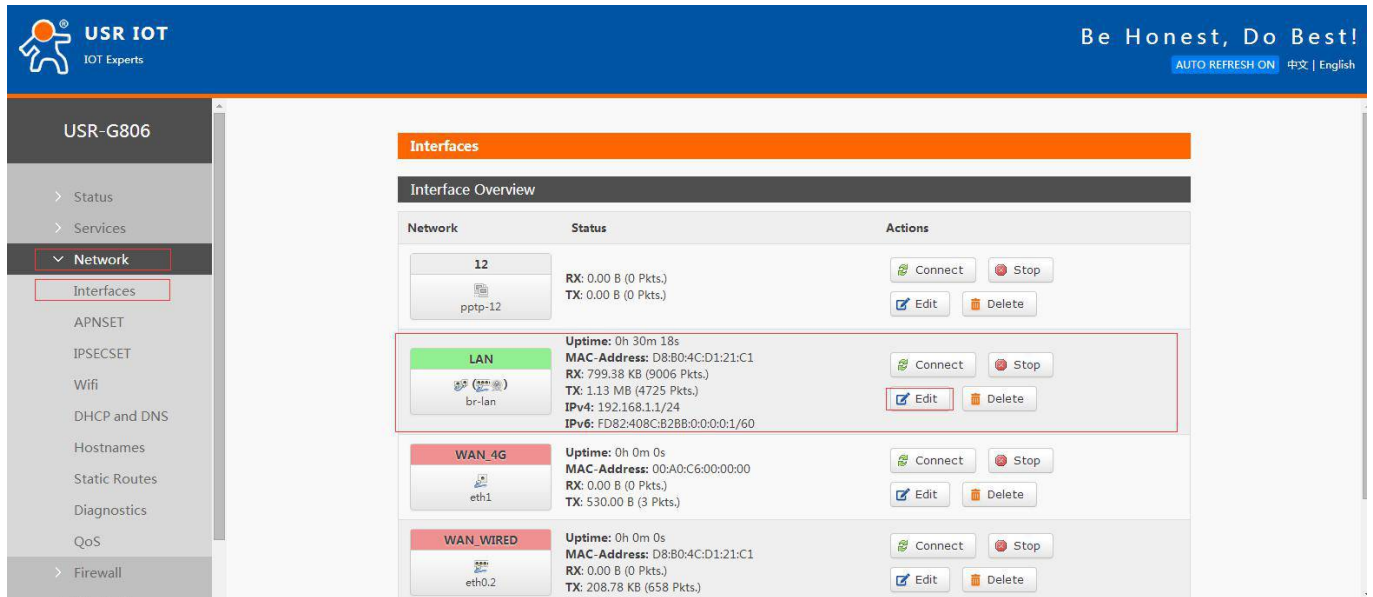 USR IOT
IOT Experts
Be Honest, Do Best!
AUTO REFRESH ON 中文 | English
USR-G806
Status
Services
Network
Interfaces
APNSET
IPSECSET
Wifi
DHCP and DNS
Hostnames
Static Routes
Diagnostics
QoS
Firewall
Interfaces
Interface Overview
Network Status Actions
12
pptp-12
RX: 0.00 B (0 Pkts.)
TX: 0.00 B (0 Pkts.)
Connect Stop
Edit Delete
LAN
br-lan
Uptime: 0h 30m 18s
MAC-Address: D8:B0:4C:D1:21:C1
RX: 799.38 KB (9006 Pkts.)
TX: 1.13 MB (4725 Pkts.)
IPv4: 192.168.1.1/24
IPv6: FD82:408C:B2BB:0:0:0:0:1/60
Connect Stop
Edit Delete
WAN_4G
eth1
Uptime: 0h 0m 0s
MAC-Address: 00:A0:C6:00:00:00
RX: 0.00 B (0 Pkts.)
TX: 530.00 B (3 Pkts.)
Connect Stop
Edit Delete
WAN_WIRED
eth0.2
Uptime: 0h 0m 0s
MAC-Address: D8:B0:4C:D1:21:C1
RX: 0.00 B (0 Pkts.)
TX: 208.78 KB (658 Pkts.)
Connect Stop
Edit Delete